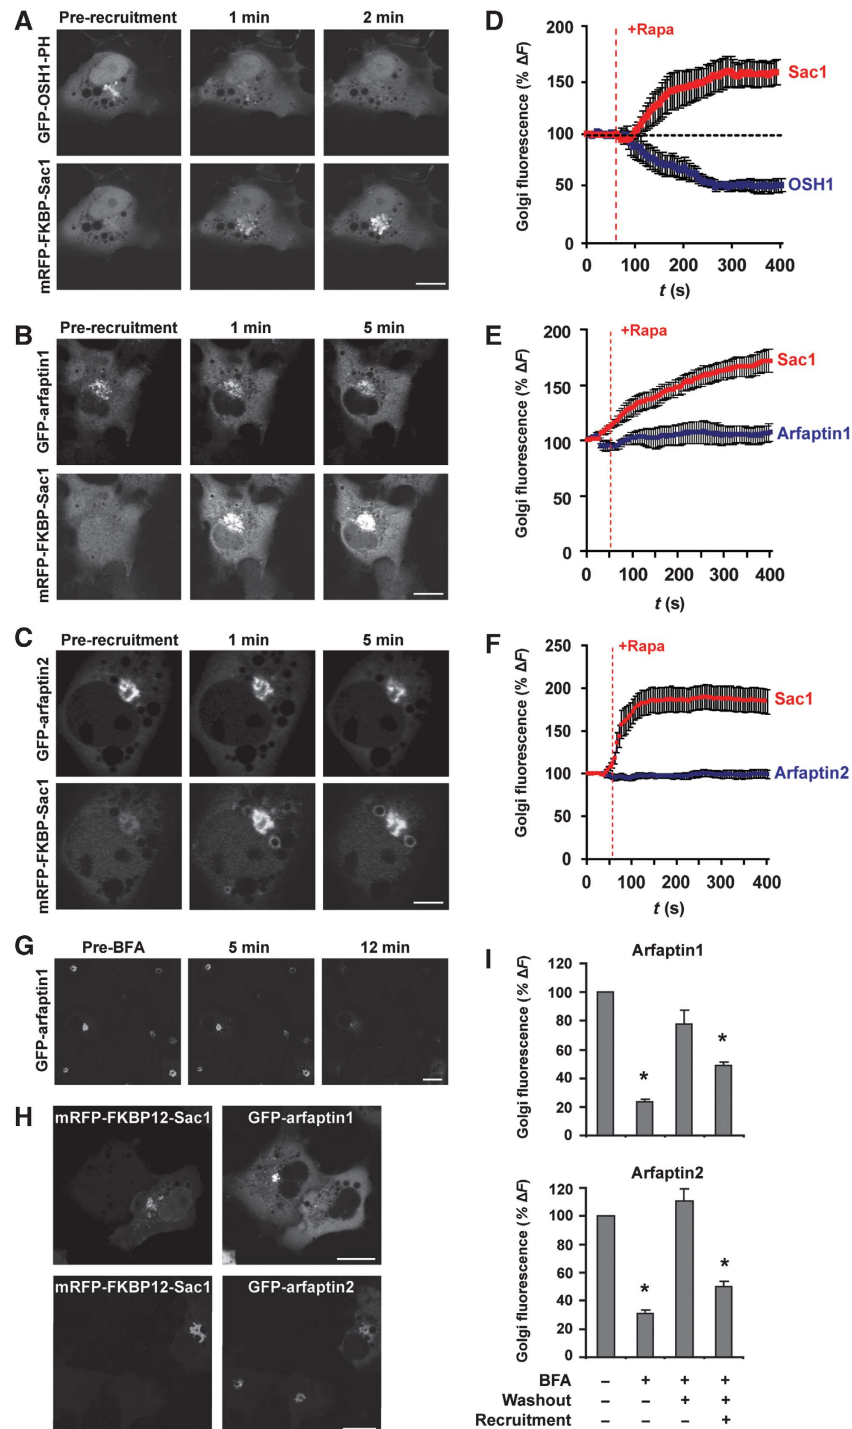 A
Pre-recruitment 1 min 2 min
GFP-OSH1-PH
mRFP-FKBP-Sac1
B
Pre-recruitment 1 min 5 min
GFP-arfaptin1
mRFP-FKBP-Sac1
C
Pre-recruitment 1 min 5 min
GFP-arfaptin2
mRFP-FKBP-Sac1
D
Golgi fluorescence (% ΔF)
200
150
100
50
0
+Rapa
Sac1
OSH1
0 100 200 300 400
t (s)
E
Golgi fluorescence (% ΔF)
200
150
100
50
0
+Rapa
Sac1
Arfaptin1
0 100 200 300 400
t (s)
F
Golgi fluorescence (% ΔF)
250
200
150
100
50
0
+Rapa
Sac1
Arfaptin2
0 100 200 300 400
t (s)
G
Pre-BFA 5 min 12 min
GFP-arfaptin1
H
mRFP-FKBP12-Sac1 GFP-arfaptin1
mRFP-FKBP12-Sac1 GFP-arfaptin2
I
Arfaptin1
Golgi fluorescence (% ΔF)
120
100
80
60
40
20
0
* *
Arfaptin2
Golgi fluorescence (% ΔF)
120
100
80
60
40
20
0
* *
BFA – + + +
Washout – – + +
Recruitment – – – +